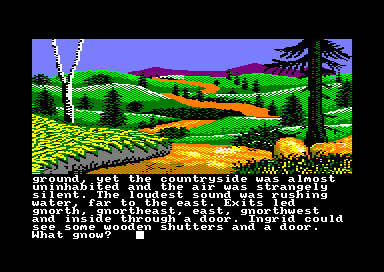 ground, yet the countryside was almost
uninhabited and the air was strangely
silent. The loudest sound was rushing
water, far to the east. Exits led
gnorth, gnortheast, east, gnorthwest
and inside through a door. Ingrid could
see some wooden shutters and a door.
What gnow?